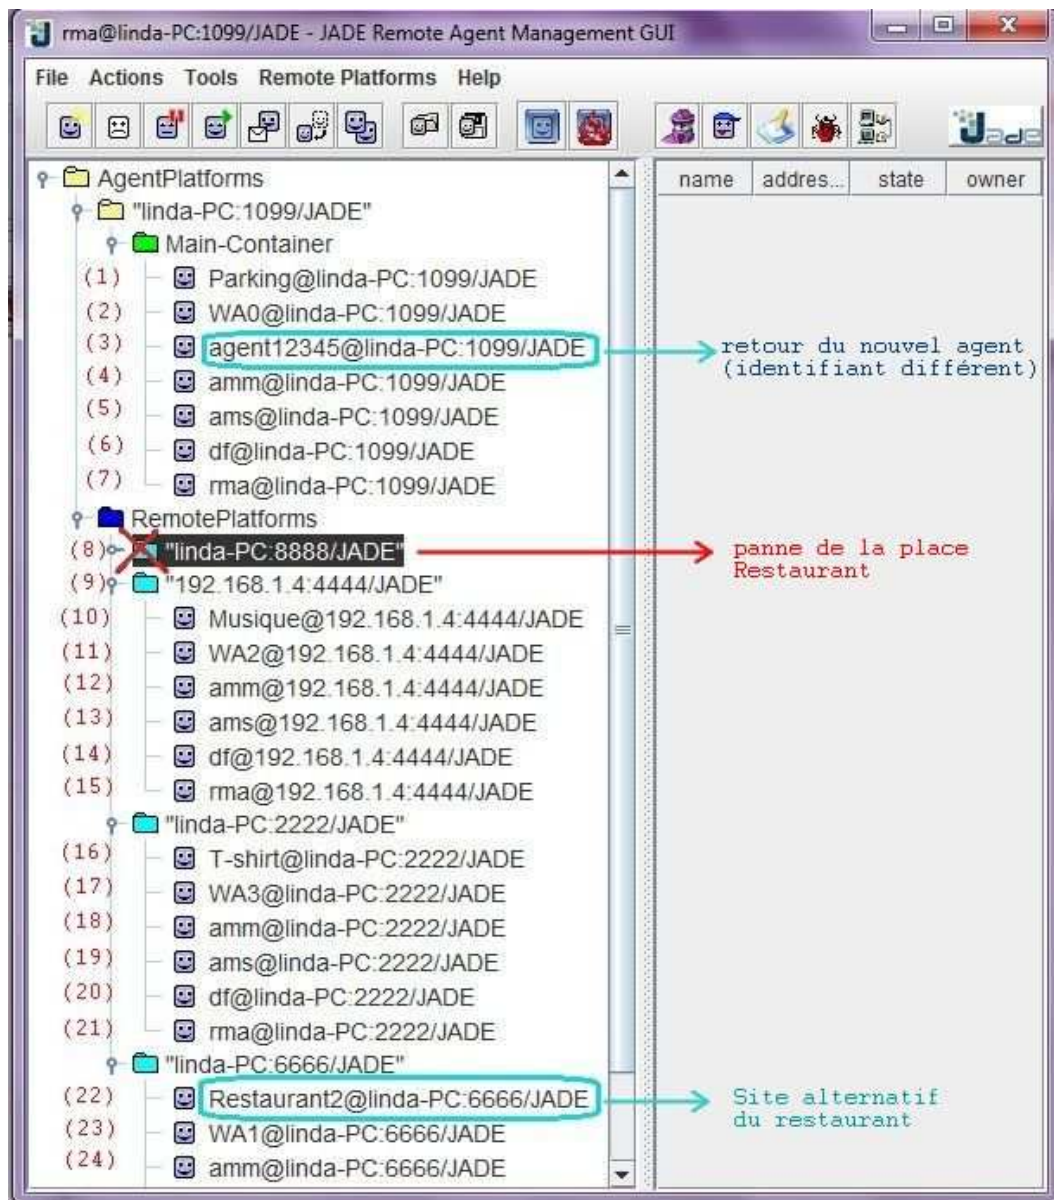 rma@linda-PC:1099/JADE - JADE Remote Agent Management GUI
File Actions Tools Remote Platforms Help
Jade
AgentPlatforms
name addres... state owner
"linda-PC:1099/JADE"
Main-Container
(1) Parking@linda-PC:1099/JADE
(2) WA0@linda-PC:1099/JADE
(3) agent12345@linda-PC:1099/JADE retour du nouvel agent
(identifiant différent)
(4) amm@linda-PC:1099/JADE
(5) ams@linda-PC:1099/JADE
(6) df@linda-PC:1099/JADE
(7) rma@linda-PC:1099/JADE
RemotePlatforms
(8) "linda-PC:8888/JADE" panne de la place
Restaurant
(9) "192.168.1.4:4444/JADE"
(10) Musique@192.168.1.4:4444/JADE
(11) WA2@192.168.1.4:4444/JADE
(12) amm@192.168.1.4:4444/JADE
(13) ams@192.168.1.4:4444/JADE
(14) df@192.168.1.4:4444/JADE
(15) rma@192.168.1.4:4444/JADE
"linda-PC:2222/JADE"
(16) T-shirt@linda-PC:2222/JADE
(17) WA3@linda-PC:2222/JADE
(18) amm@linda-PC:2222/JADE
(19) ams@linda-PC:2222/JADE
(20) df@linda-PC:2222/JADE
(21) rma@linda-PC:2222/JADE
"linda-PC:6666/JADE"
(22) Restaurant2@linda-PC:6666/JADE Site alternatif
du restaurant
(23) WA1@linda-PC:6666/JADE
(24) amm@linda-PC:6666/JADE